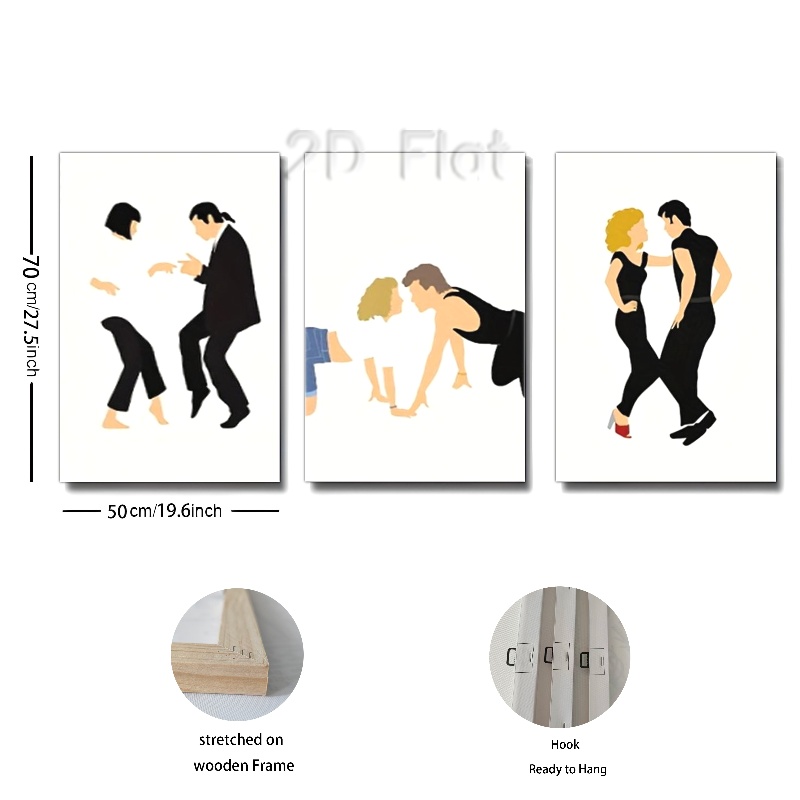 2D Flat
70 cm/27.5inch
50cm/19.6inch
stretched on
wooden Frame
Hook
Ready to Hang